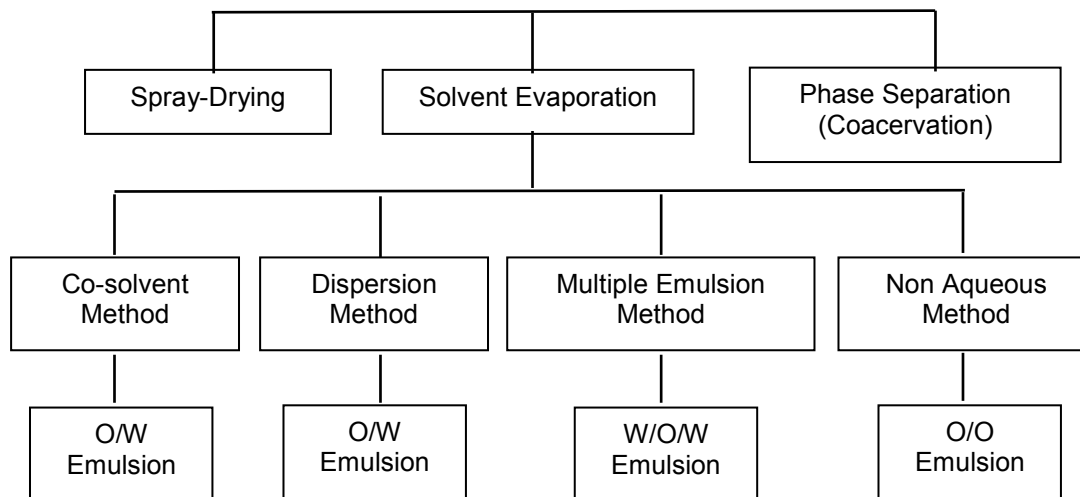 Spray-Drying
Solvent Evaporation
Phase Separation
(Coacervation)
Co-solvent
Method
Dispersion
Method
Multiple Emulsion
Method
Non Aqueous
Method
O/W
Emulsion
O/W
Emulsion
W/O/W
Emulsion
O/O
Emulsion